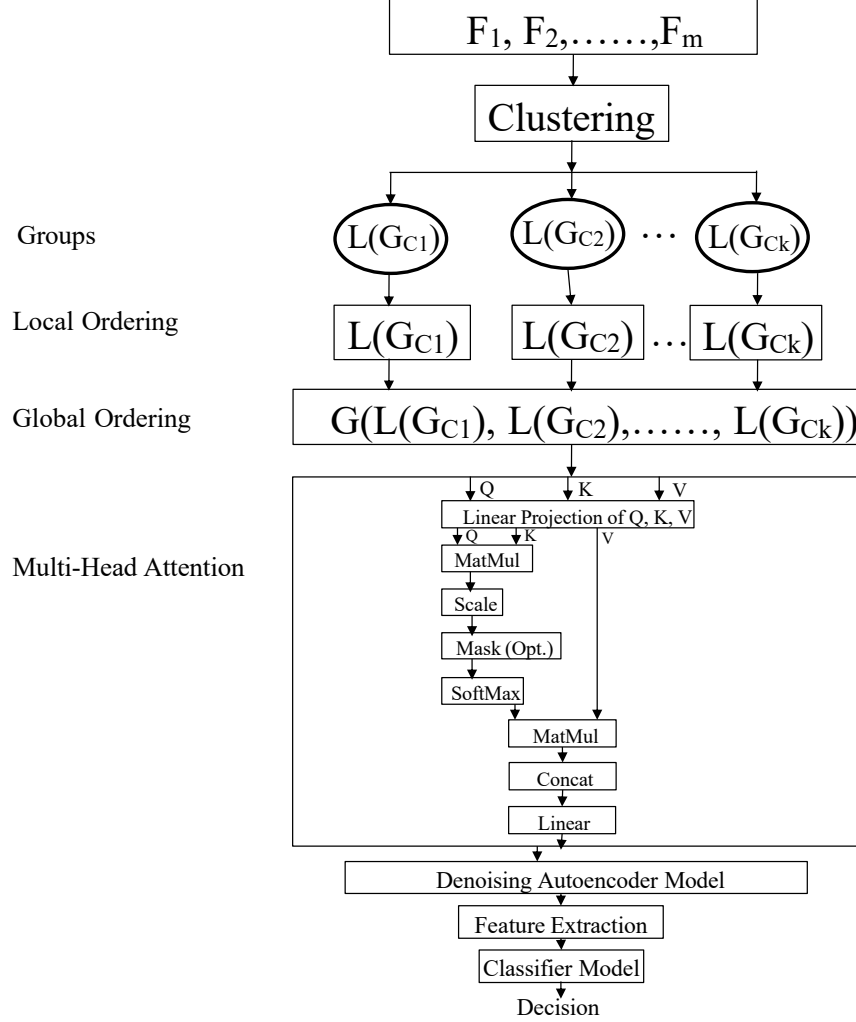 F1, F2,……,Fm
Clustering
Groups
L(GC1)
L(GC2)
…
L(GCk)
Local Ordering
L(GC1)
L(GC2)
…
L(GCk)
Global Ordering
G(L(GC1), L(GC2),……, L(GCk))
Q
K
V
Linear Projection of Q, K, V
Q
K
V
Multi-Head Attention
MatMul
Scale
Mask (Opt.)
SoftMax
MatMul
Concat
Linear
Denoising Autoencoder Model
Feature Extraction
Classifier Model
Decision